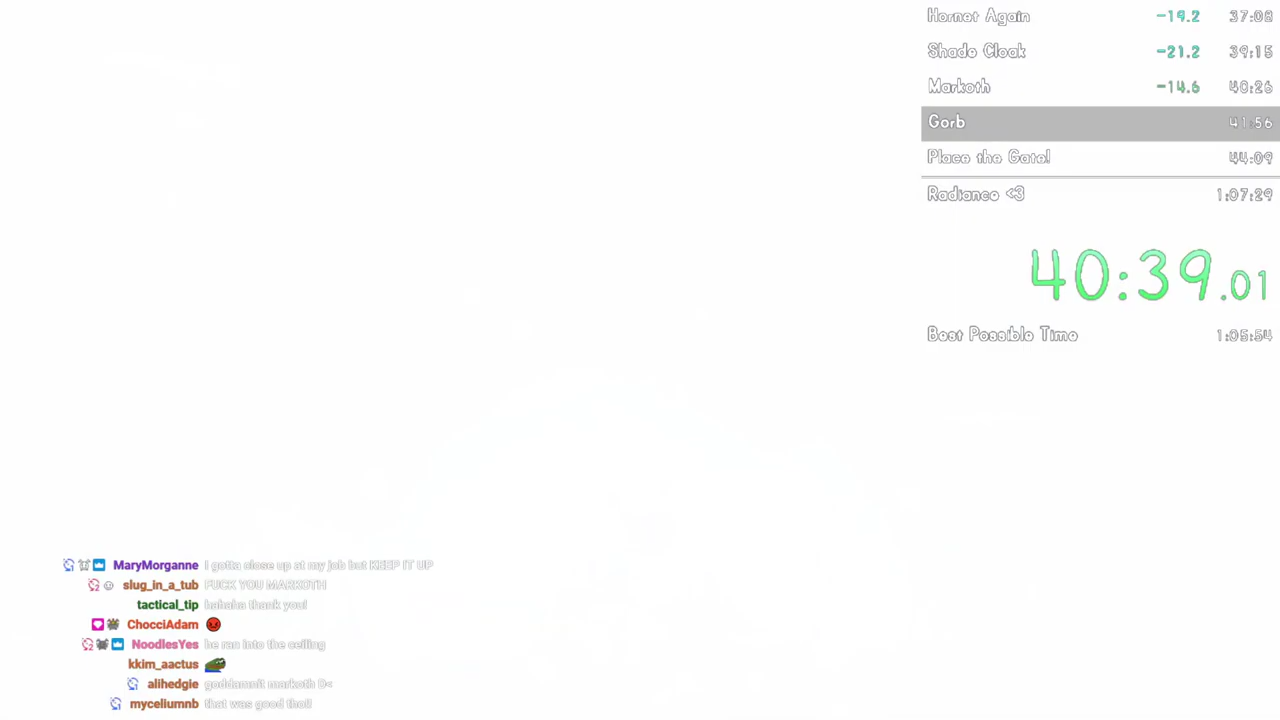 Hornet Again -19.2 37:08
Shade Cloak -21.2 39:15
Markoth -14.6 40:26
Gorb 41:56
Place the Gate! 44:09
Radiance <3 1:07:29
40:39.01
Best Possible Time 1:05:54
MaryMorganne I gotta close up at my job but KEEP IT UP
slug_in_a_tub FUCK YOU MARKOTH
tactical_tip hahaha thank you!
ChocciAdam
NoodlesYes he ran into the ceiling
kkim_aactus
alihedgie goddamnit markoth D<
myceliumnb that was good tho!!